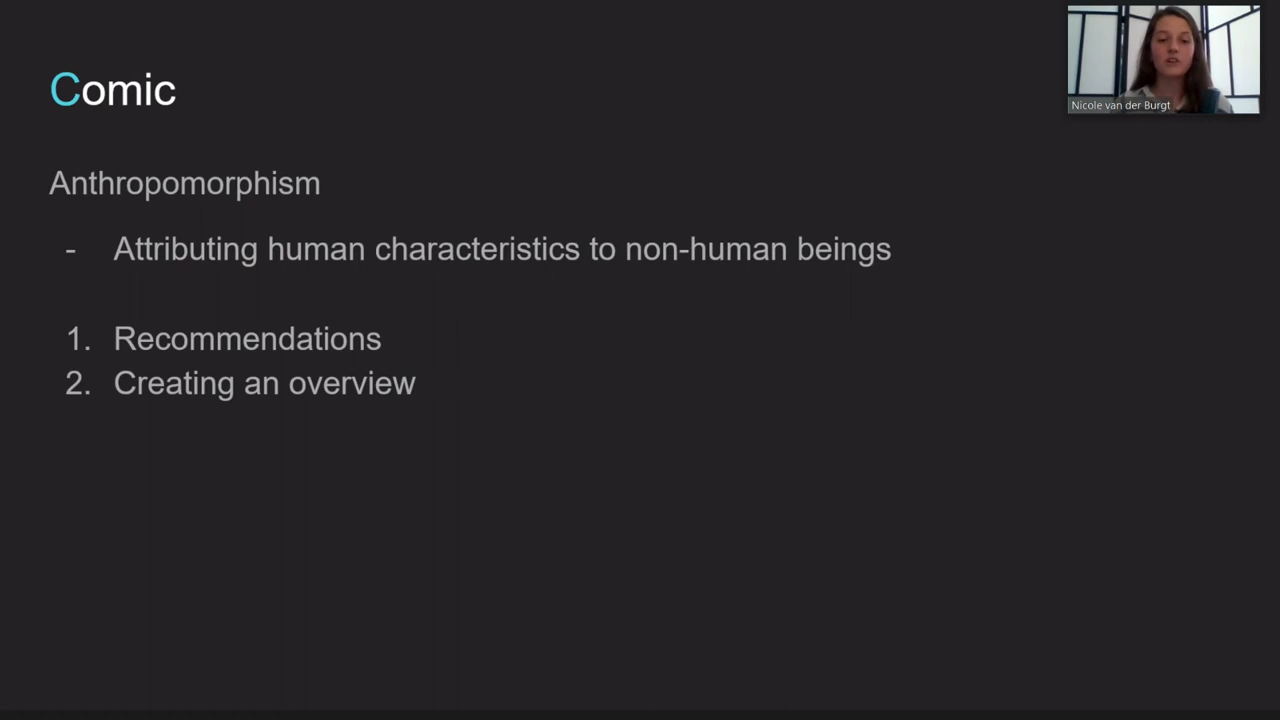 Comic
Nicole van der Burgt
Anthropomorphism
- Attributing human characteristics to non-human beings
1. Recommendations
2. Creating an overview